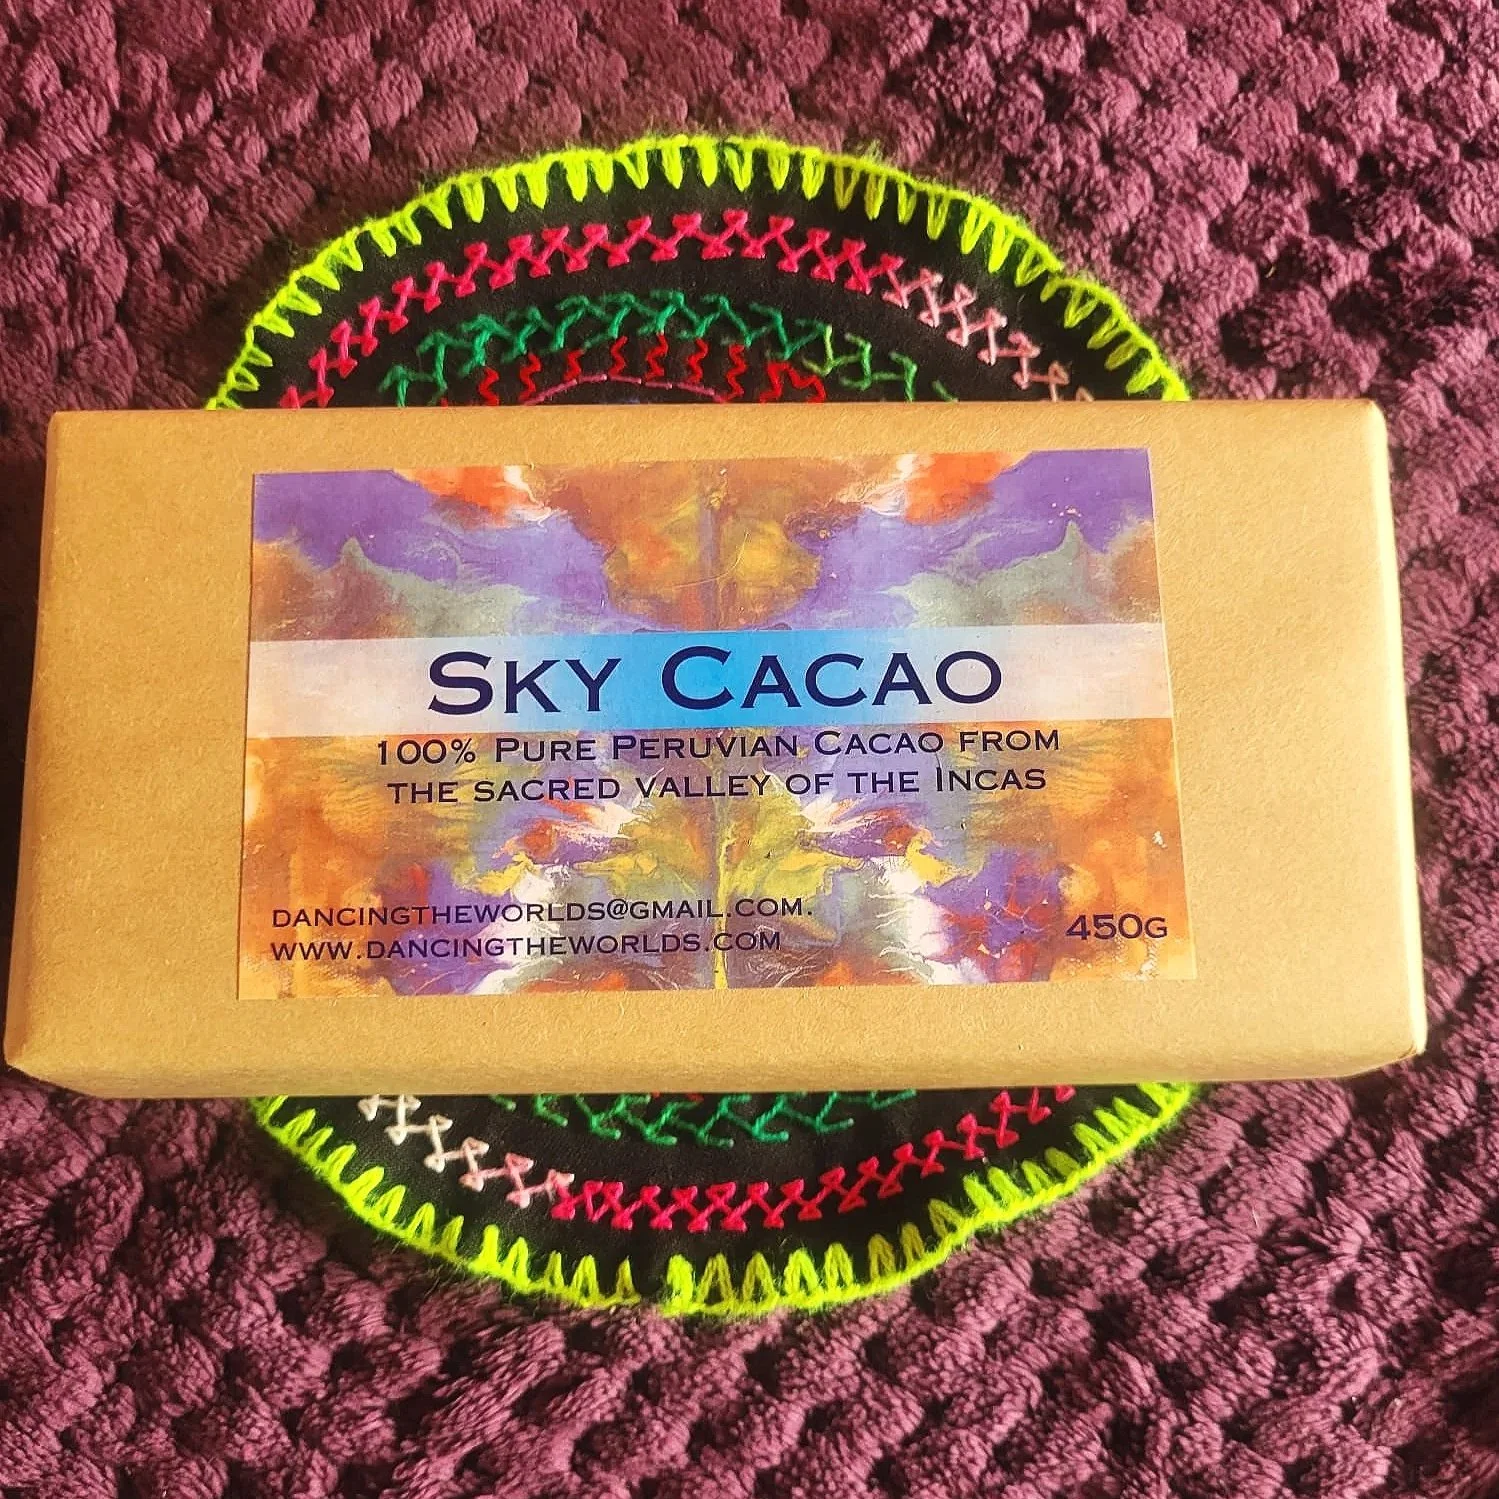 Sky Cacao
100% Pure Peruvian Cacao from
the sacred valley of the Incas
dancingtheworlds@gmail.com.
www.dancingtheworlds.com
450g